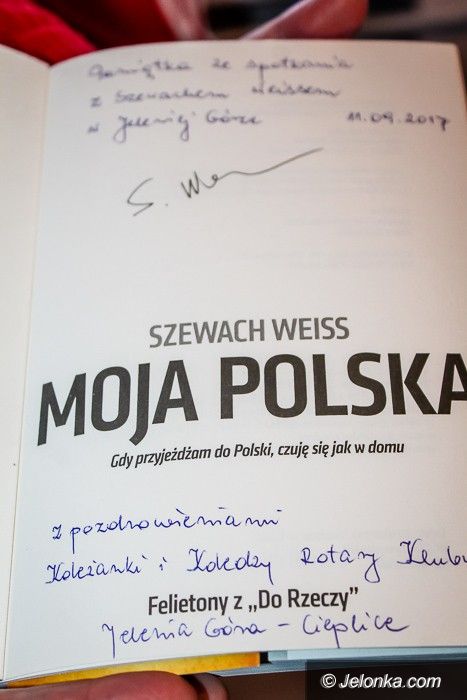 Pamiątka ze spotkania
z Szewachem Weissem
w Jeleniej Górze 11.09.2017
S. Weiss
SZEWACH WEISS
MOJA POLSKA
Gdy przyjeżdżam do Polski, czuję się jak w domu
z pozdrowieniami
Koleżanki i Koledzy Rotary Klubu
Felietony z „Do Rzeczy”
Jelenia Góra - Cieplice
© Jelonka.com